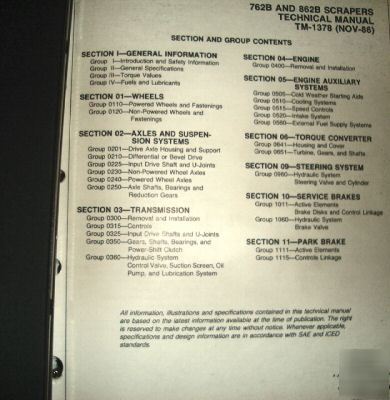 762B AND 862B SCRAPERS
TECHNICAL MANUAL
TM-1378 (NOV-86)
SECTION AND GROUP CONTENTS
SECTION I—GENERAL INFORMATION
Group I—Introduction and Safety Information
Group II—General Specifications
Group III—Torque Values
Group IV—Fuels and Lubricants
SECTION 01—WHEELS
Group 0110—Powered Wheels and Fastenings
Group 0120—Non-Powered Wheels and
Fastenings
SECTION 02—AXLES AND SUSPEN-
SION SYSTEMS
Group 0201—Drive Axle Housing and Support
Group 0210—Differential or Bevel Drive
Group 0225—Input Drive Shaft and U-Joints
Group 0230—Non-Powered Wheel Axles
Group 0240—Powered Wheel Axles
Group 0250—Axle Shafts, Bearings and
Reduction Gears
SECTION 03—TRANSMISSION
Group 0300—Removal and Installation
Group 0315—Controls
Group 0325—Input Drive Shafts and U-Joints
Group 0350—Gears, Shafts, Bearings, and
Power-Shift Clutch
Group 0360—Hydraulic System
Control Valve, Suction Screen, Oil
Pump, and Lubrication System
SECTION 04—ENGINE
Group 0400—Removal and Installation
SECTION 05—ENGINE AUXILIARY
SYSTEMS
Group 0505—Cold Weather Starting Aids
Group 0510—Cooling Systems
Group 0515—Speed Controls
Group 0520—Intake System
Group 0560—External Fuel Supply Systems
SECTION 06—TORQUE CONVERTER
Group 0641—Housing and Cover
Group 0651—Turbine, Gears, and Shafts
SECTION 09—STEERING SYSTEM
Group 0960—Hydraulic System
Steering Valve and Cylinder
SECTION 10—SERVICE BRAKES
Group 1011—Active Elements
Brake Disks and Control Linkage
Group 1060—Hydraulic System
Brake Valve
SECTION 11—PARK BRAKE
Group 1111—Active Elements
Group 1115—Controls Linkage
All information, illustrations and specifications contained in this technical manual
are based on the latest information available at the time of publication. The right
is reserved to make changes at any time without notice. Whenever applicable,
specifications and design information are in accordance with SAE and ICED
standards.